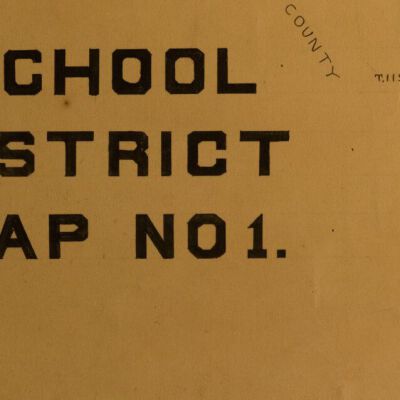 CHOOL
STRICT
AP NO 1.
COUNTY